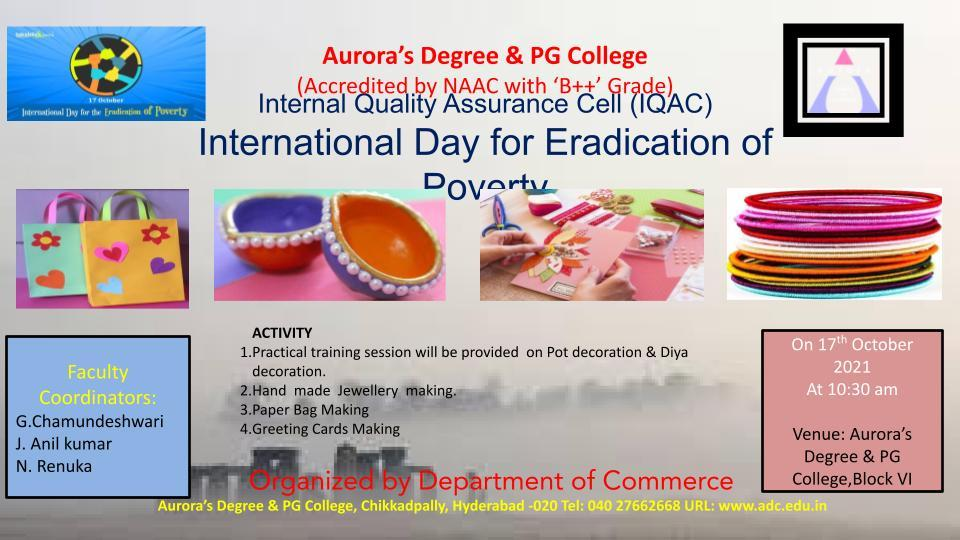 17 October
International Day for the Eradication of Poverty
Aurora’s Degree & PG College
(Accredited by NAAC with ‘B++’ Grade)
Internal Quality Assurance Cell (IQAC)
International Day for Eradication of
Poverty
ACTIVITY
1.Practical training session will be provided on Pot decoration & Diya
decoration.
2.Hand made Jewellery making.
3.Paper Bag Making
4.Greeting Cards Making
Faculty
Coordinators:
G.Chamundeshwari
J. Anil kumar
N. Renuka
On 17th October
2021
At 10:30 am
Venue: Aurora’s
Degree & PG
College,Block VI
Organized by Department of Commerce
Aurora’s Degree & PG College, Chikkadpally, Hyderabad -020 Tel: 040 27662668 URL: www.adc.edu.in